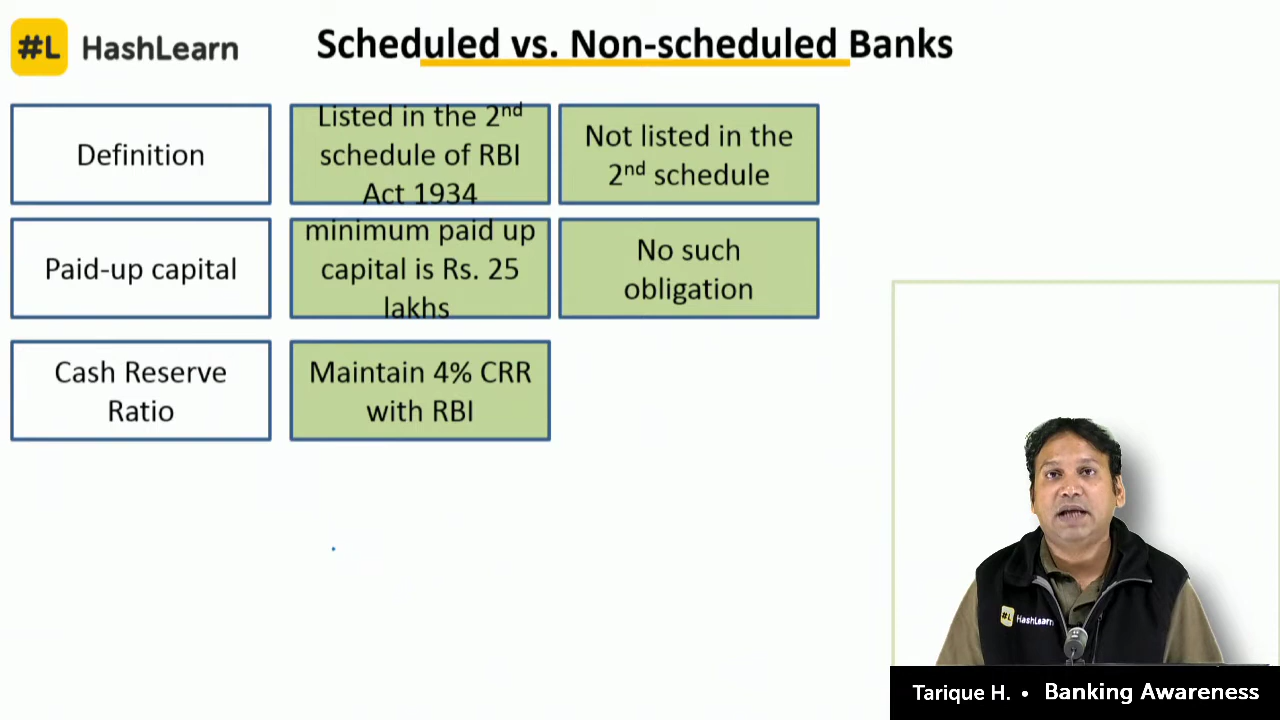 #L HashLearn
Scheduled vs. Non-scheduled Banks
Definition
Listed in the 2nd
schedule of RBI
Act 1934
Not listed in the
2nd schedule
Paid-up capital
minimum paid up
capital is Rs. 25
lakhs
No such
obligation
Cash Reserve
Ratio
Maintain 4% CRR
with RBI
#L HashLearn
Tarique H. • Banking Awareness